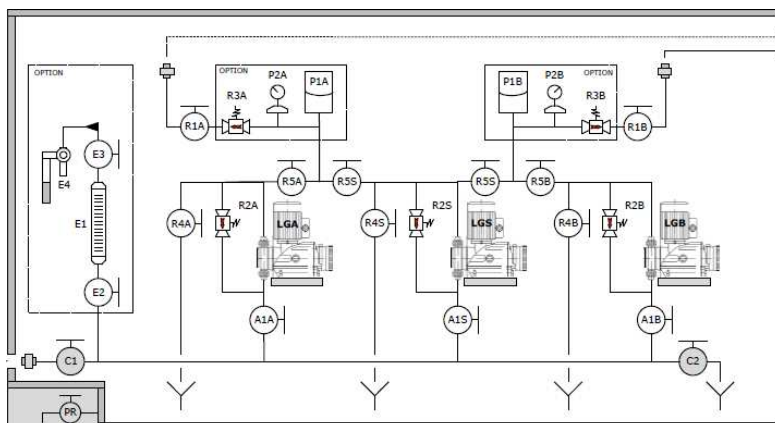 OPTION
OPTION
P2A
P1A
P1B
P2B
OPTION
R3A
R3B
R1A
R1B
E3
E4
R5A
R5S
R5S
R5B
E1
R2A
R2S
R2B
R4A
LGA
R4S
LGS
R4B
LGB
E2
A1A
A1S
A1B
C1
C2
PR